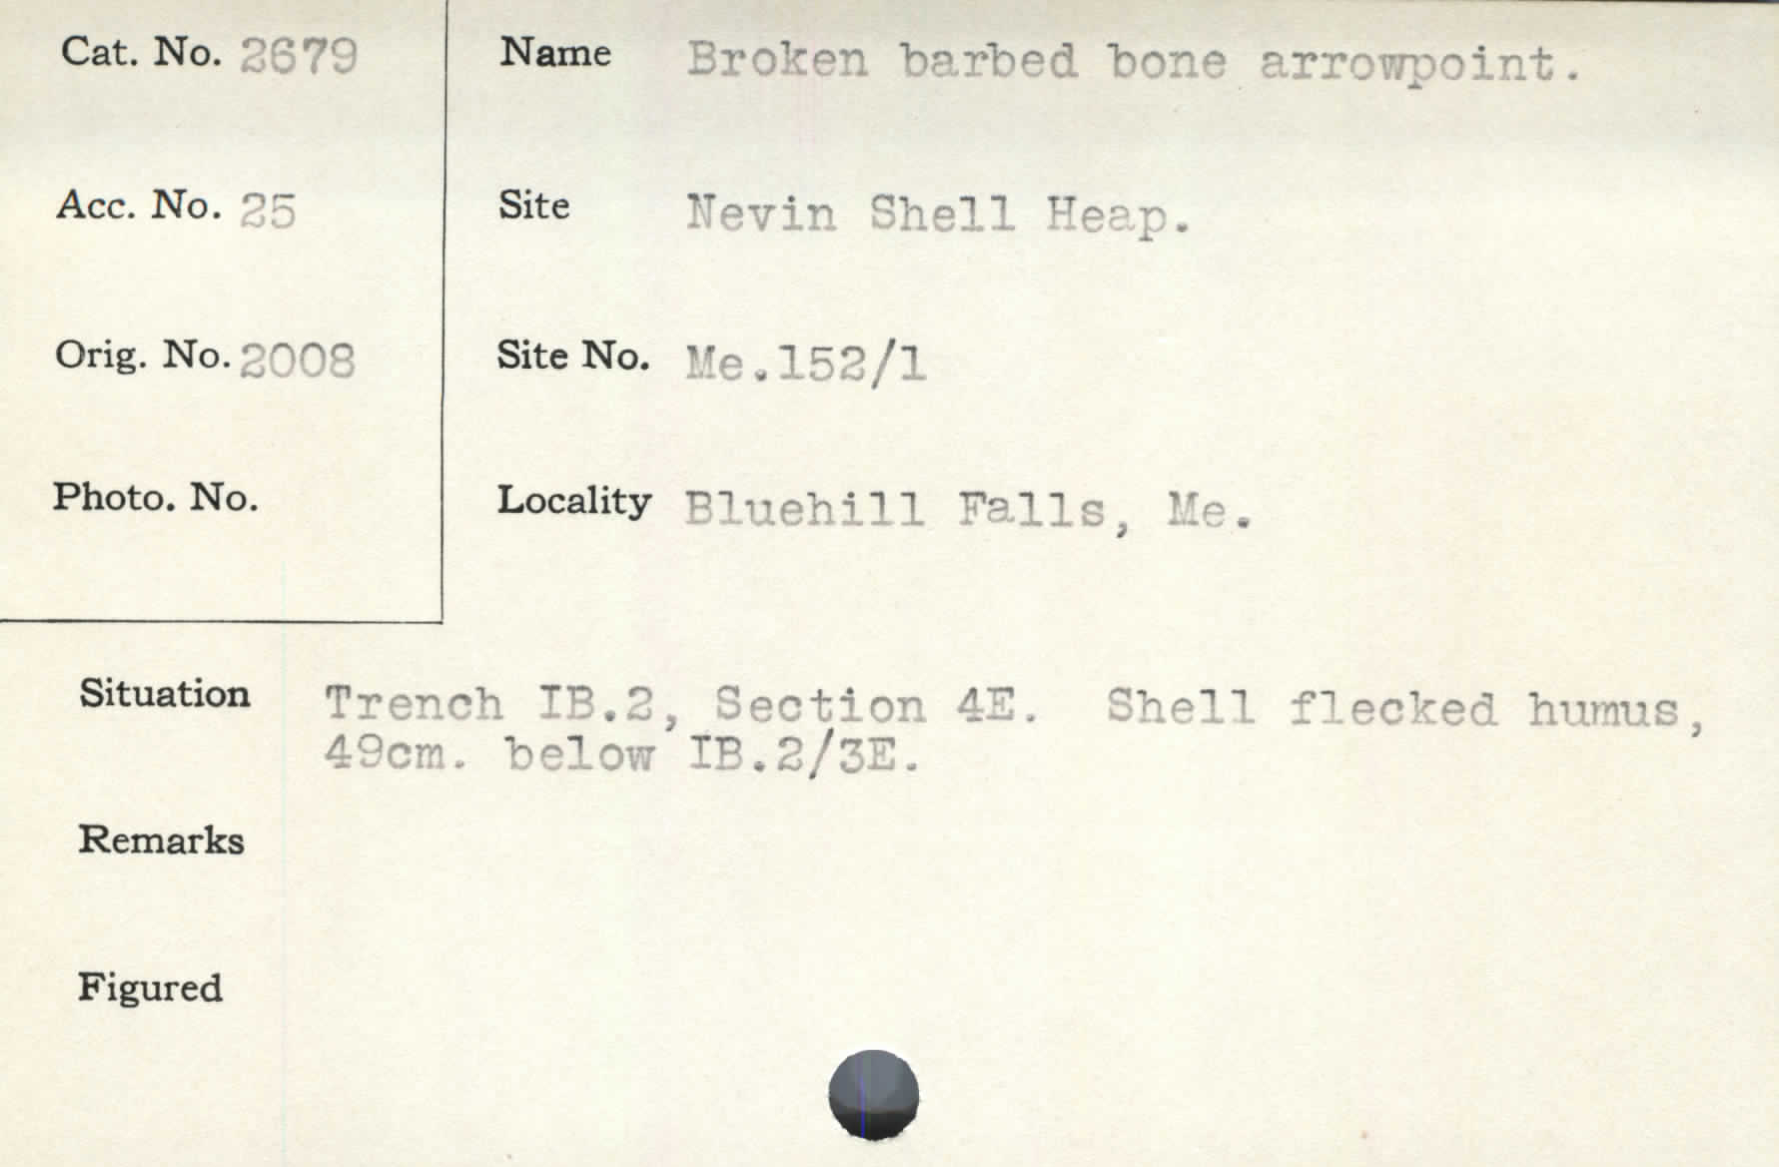 Cat. No. 2679
Name Broken barbed bone arrowpoint.
Acc. No. 25
Site Nevin Shell Heap.
Orig. No. 2008
Site No. Me.152/1
Photo. No.
Locality Bluehill Falls, Me.
Situation Trench IB.2, Section 4E. Shell flecked humus,
49cm. below IB.2/3E.
Remarks
Figured